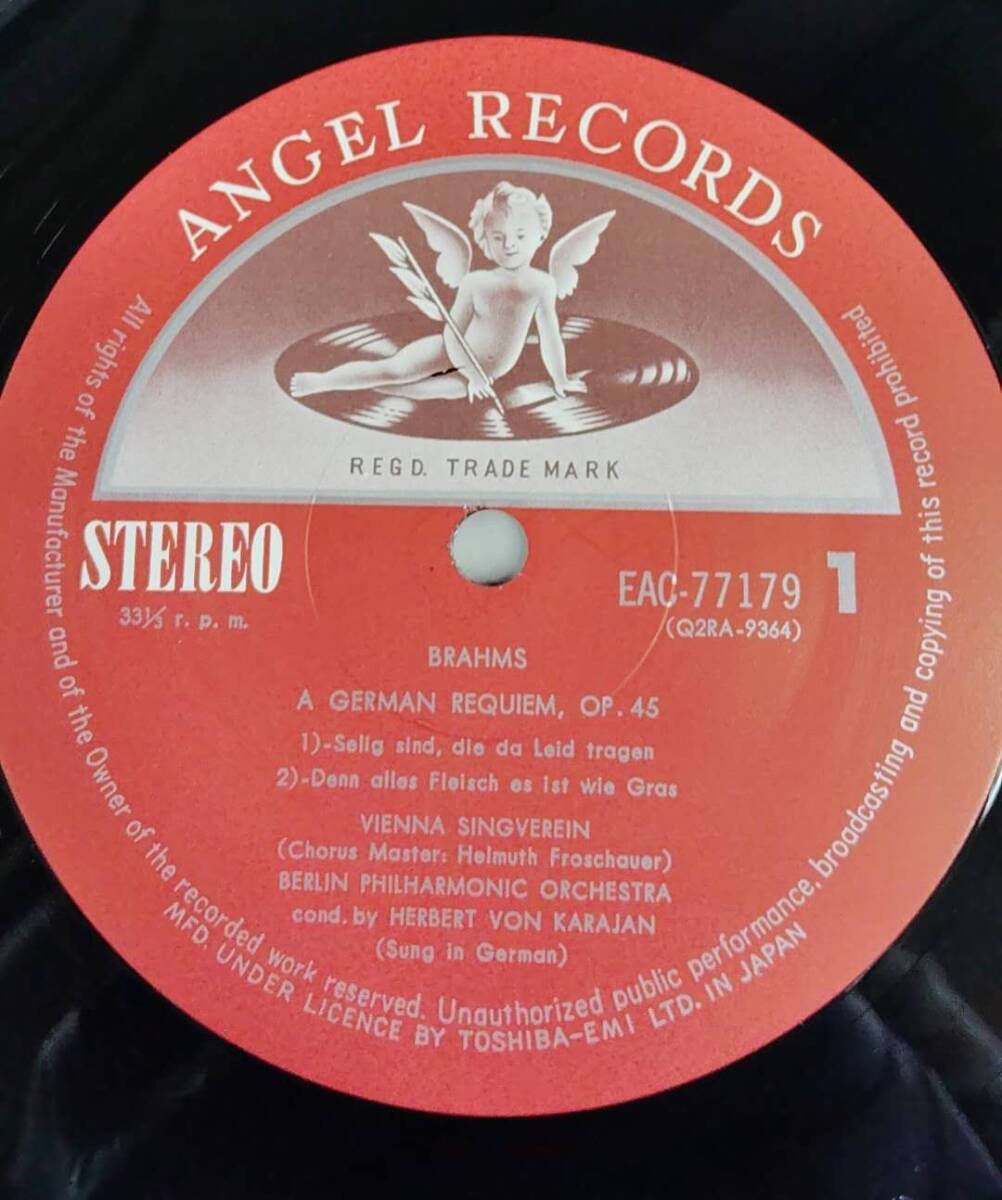 ANGEL RECORDS
REGD. TRADE MARK
STEREO
33⅓ r. p. m.
EAC-77179 1
(Q2RA-9364)
BRAHMS
A GERMAN REQUIEM, OP. 45
1)-Selig sind, die da Leid tragen
2)-Denn alles Fleisch es ist wie Gras
VIENNA SINGVEREIN
(Chorus Master: Helmuth Froschauer)
BERLIN PHILHARMONIC ORCHESTRA
cond. by HERBERT VON KARAJAN
(Sung in German)
All rights of the Manufacturer and of the Owner of the recorded work reserved. Unauthorized public performance, broadcasting and copying of this record prohibited
MFD. UNDER LICENCE BY TOSHIBA-EMI LTD. IN JAPAN